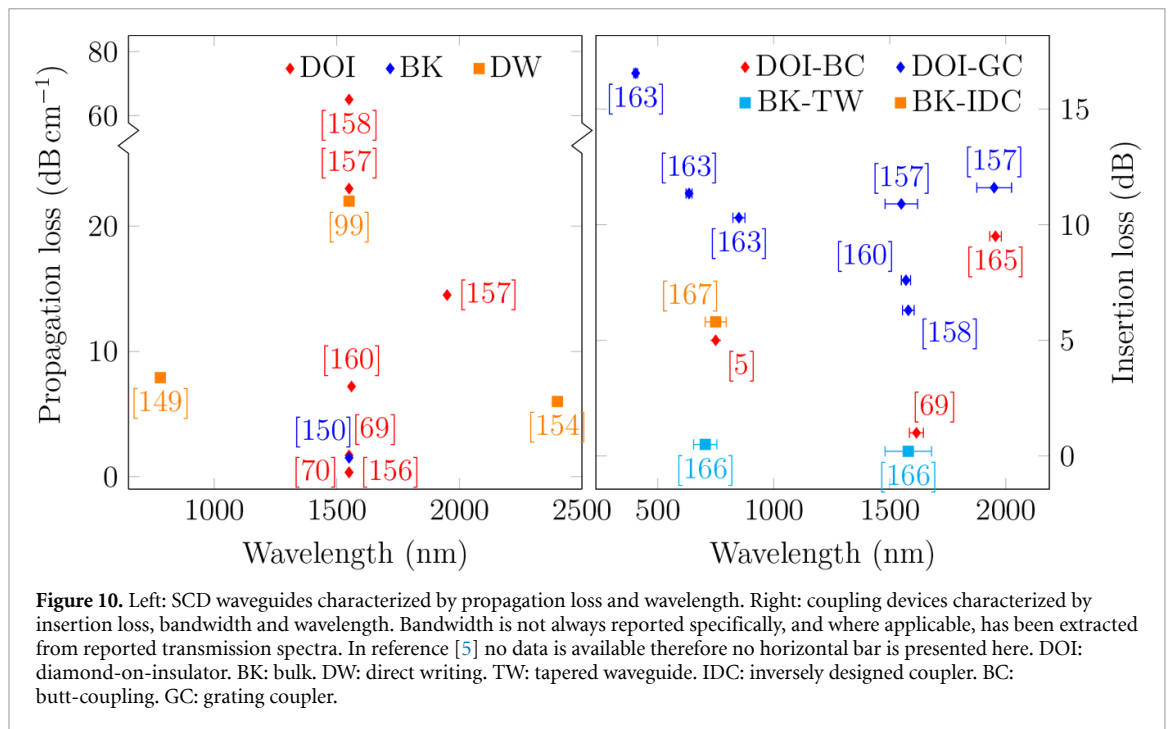 80
60
20
10
0
Propagation loss (dB cm⁻¹)
DOI BK DW
[158]
[157]
[99]
[157]
[160]
[149]
[154]
[150] [69]
[70] [156]
1000 1500 2000 2500
Wavelength (nm)
DOI-BC DOI-GC
BK-TW BK-IDC
[163]
[163]
[163]
[157]
[157]
[165]
[160]
[167]
[158]
[5]
[69]
[166]
[166]
15
10
5
0
Insertion loss (dB)
500 1000 1500 2000
Wavelength (nm)
Figure 10. Left: SCD waveguides characterized by propagation loss and wavelength. Right: coupling devices characterized by
insertion loss, bandwidth and wavelength. Bandwidth is not always reported specifically, and where applicable, has been extracted
from reported transmission spectra. In reference [5] no data is available therefore no horizontal bar is presented here. DOI:
diamond-on-insulator. BK: bulk. DW: direct writing. TW: tapered waveguide. IDC: inversely designed coupler. BC:
butt-coupling. GC: grating coupler.